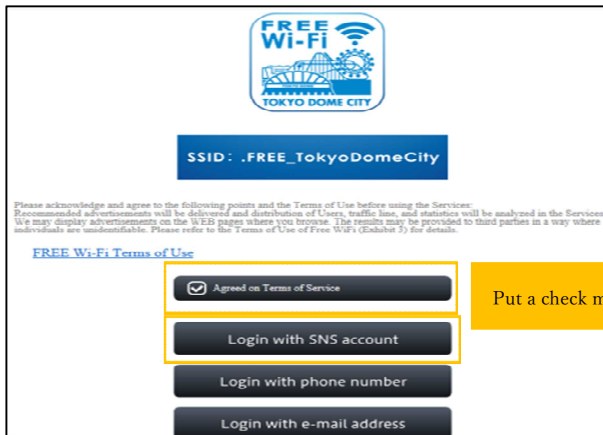 FREE
Wi-Fi
TOKYO DOME CITY
SSID: .FREE_TokyoDomeCity
Please acknowledge and agree to the following points and the Terms of Use before using the Services:
Recommended advertisements will be delivered and distribution of Users, traffic line, and statistics will be analyzed in the Services
We may display advertisements on the WEB pages where you browse. The results may be provided to third parties in a way where
individuals are unidentifiable. Please refer to the Terms of Use of Free WiFi (Exhibit 3) for details.
FREE Wi-Fi Terms of Use
Agreed on Terms of Service
Put a check m
Login with SNS account
Login with phone number
Login with e-mail address